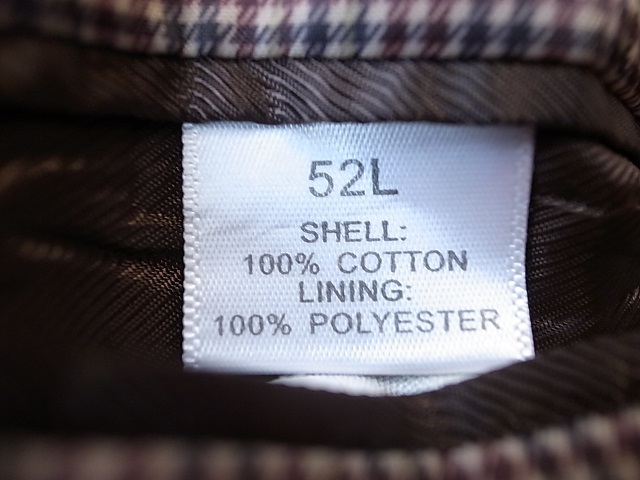 52L
SHELL:
100% COTTON
LINING:
100% POLYESTER